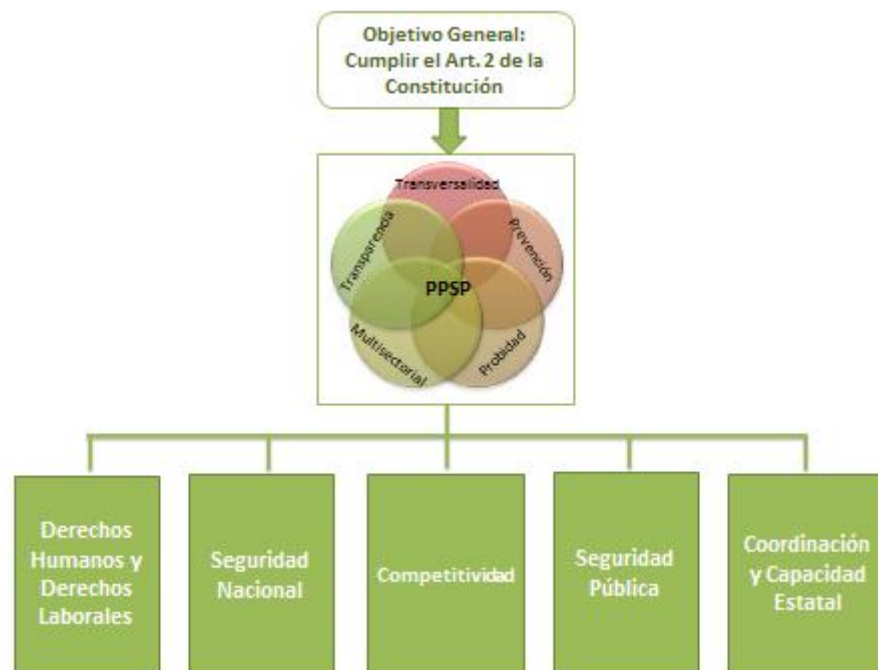 Objetivo General:
Cumplir el Art. 2 de la
Constitución
Transversalidad
Transparenda
Prevención
PPSP
Multisectorial
Probidad
Derechos
Humanos y
Derechos
Laborales
Seguridad
Nacional
Competitividad
Seguridad
Pública
Coordinación
y Capacidad
Estatal